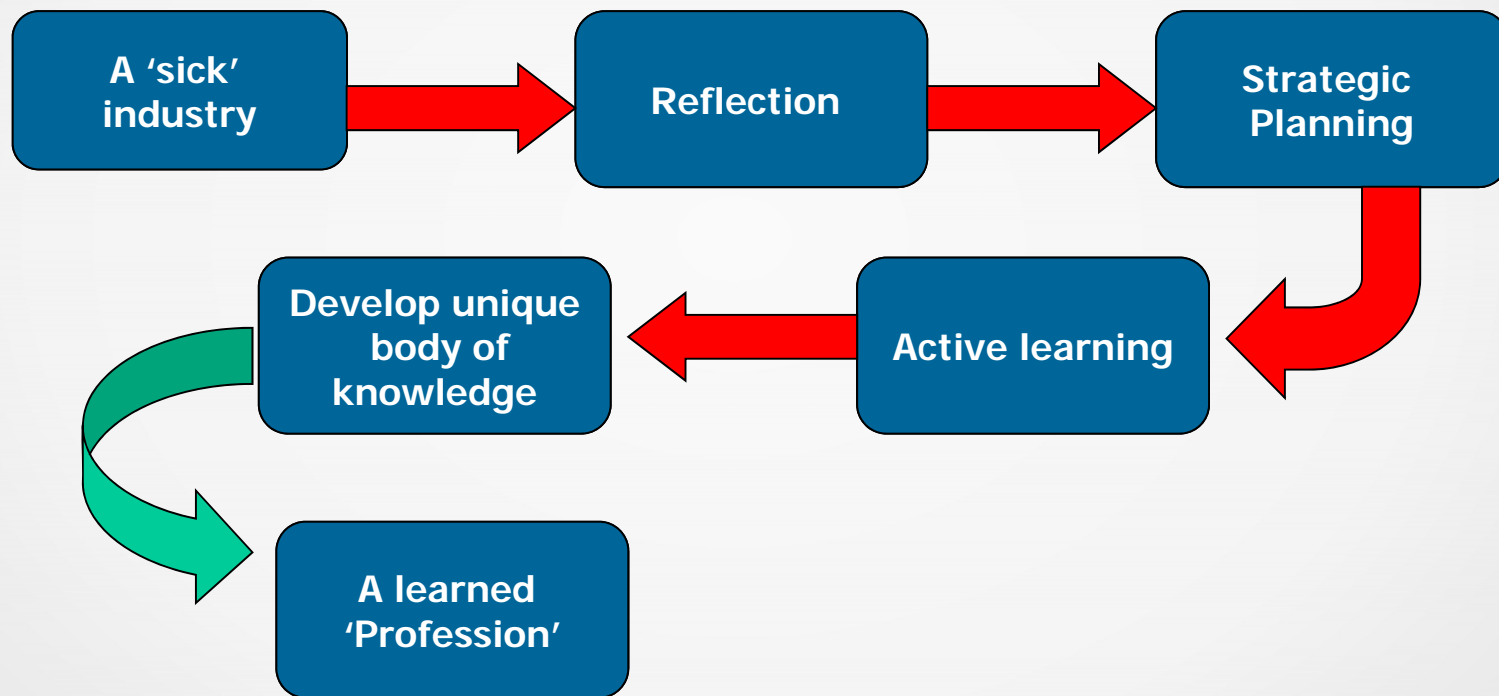 A ‘sick’
industry
Reflection
Strategic
Planning
Active learning
Develop unique
body of
knowledge
A learned
‘Profession’